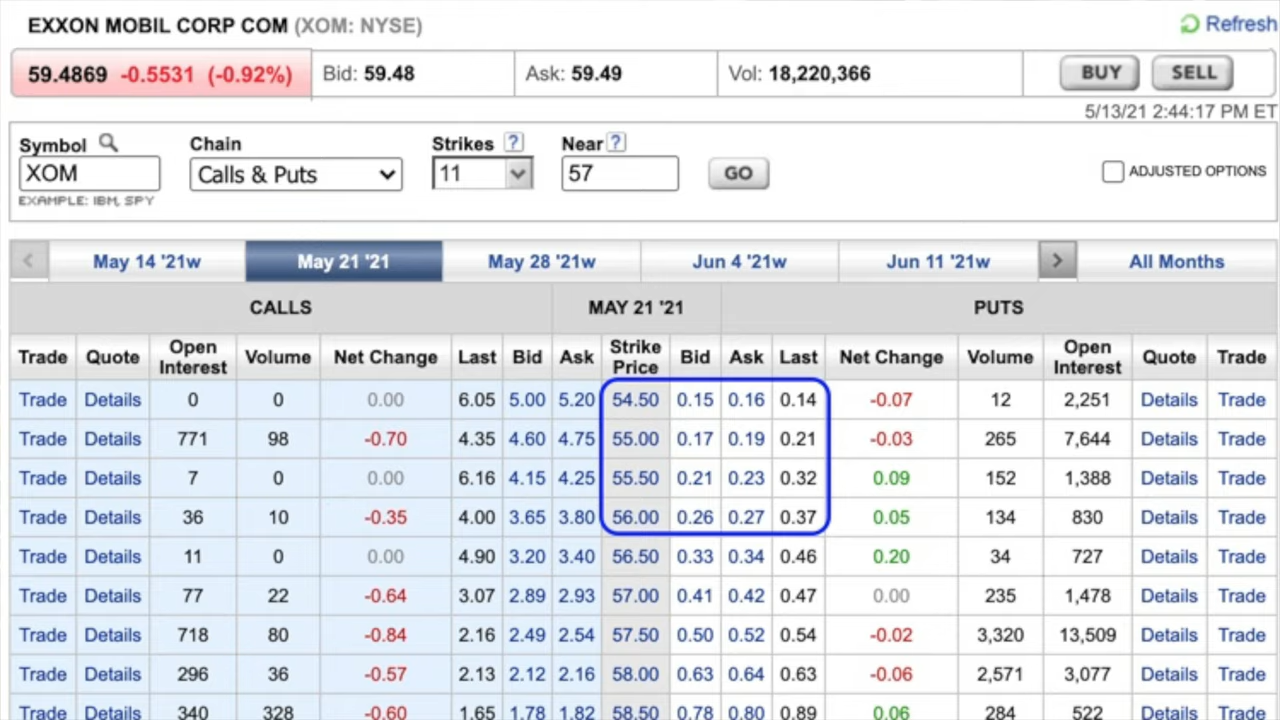 EXXON MOBIL CORP COM (XOM: NYSE)
Refresh
59.4869 -0.5531 (-0.92%) Bid: 59.48 Ask: 59.49 Vol: 18,220,366 BUY SELL
5/13/21 2:44:17 PM ET
Symbol Chain Strikes ? Near ?
XOM Calls & Puts 11 57 GO ADJUSTED OPTIONS
EXAMPLE: IBM, SPY
< May 14 '21w May 21 '21 May 28 '21w Jun 4 '21w Jun 11 '21w > All Months
CALLS MAY 21 '21 PUTS
Trade Quote Open Interest Volume Net Change Last Bid Ask Strike Price Bid Ask Last Net Change Volume Open Interest Quote Trade
Trade Details 0 0 0.00 6.05 5.00 5.20 54.50 0.15 0.16 0.14 -0.07 12 2,251 Details Trade
Trade Details 771 98 -0.70 4.35 4.60 4.75 55.00 0.17 0.19 0.21 -0.03 265 7,644 Details Trade
Trade Details 7 0 0.00 6.16 4.15 4.25 55.50 0.21 0.23 0.32 0.09 152 1,388 Details Trade
Trade Details 36 10 -0.35 4.00 3.65 3.80 56.00 0.26 0.27 0.37 0.05 134 830 Details Trade
Trade Details 11 0 0.00 4.90 3.20 3.40 56.50 0.33 0.34 0.46 0.20 34 727 Details Trade
Trade Details 77 22 -0.64 3.07 2.89 2.93 57.00 0.41 0.42 0.47 0.00 235 1,478 Details Trade
Trade Details 718 80 -0.84 2.16 2.49 2.54 57.50 0.50 0.52 0.54 -0.02 3,320 13,509 Details Trade
Trade Details 296 36 -0.57 2.13 2.12 2.16 58.00 0.63 0.64 0.63 -0.06 2,571 3,077 Details Trade
Trade Details 340 328 -0.60 1.65 1.78 1.82 58.50 0.78 0.80 0.89 0.06 284 522 Details Trade